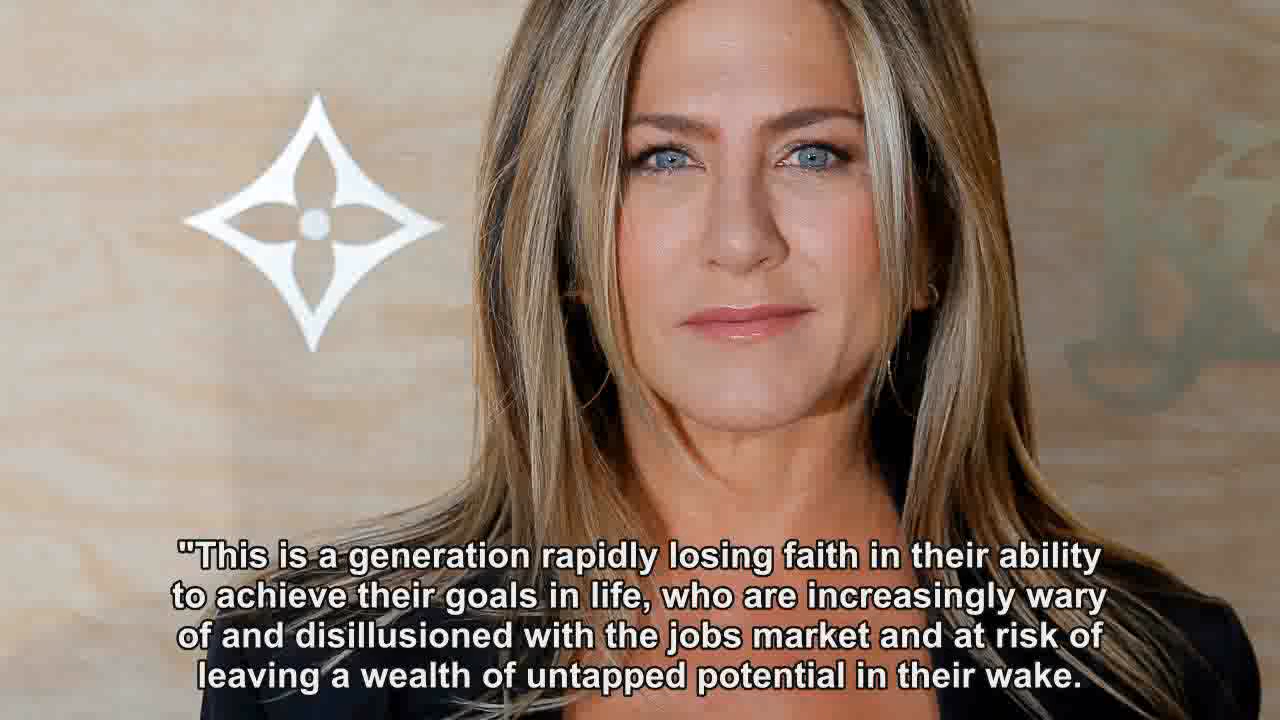 "This is a generation rapidly losing faith in their ability
to achieve their goals in life, who are increasingly wary
of and disillusioned with the jobs market and at risk of
leaving a wealth of untapped potential in their wake.